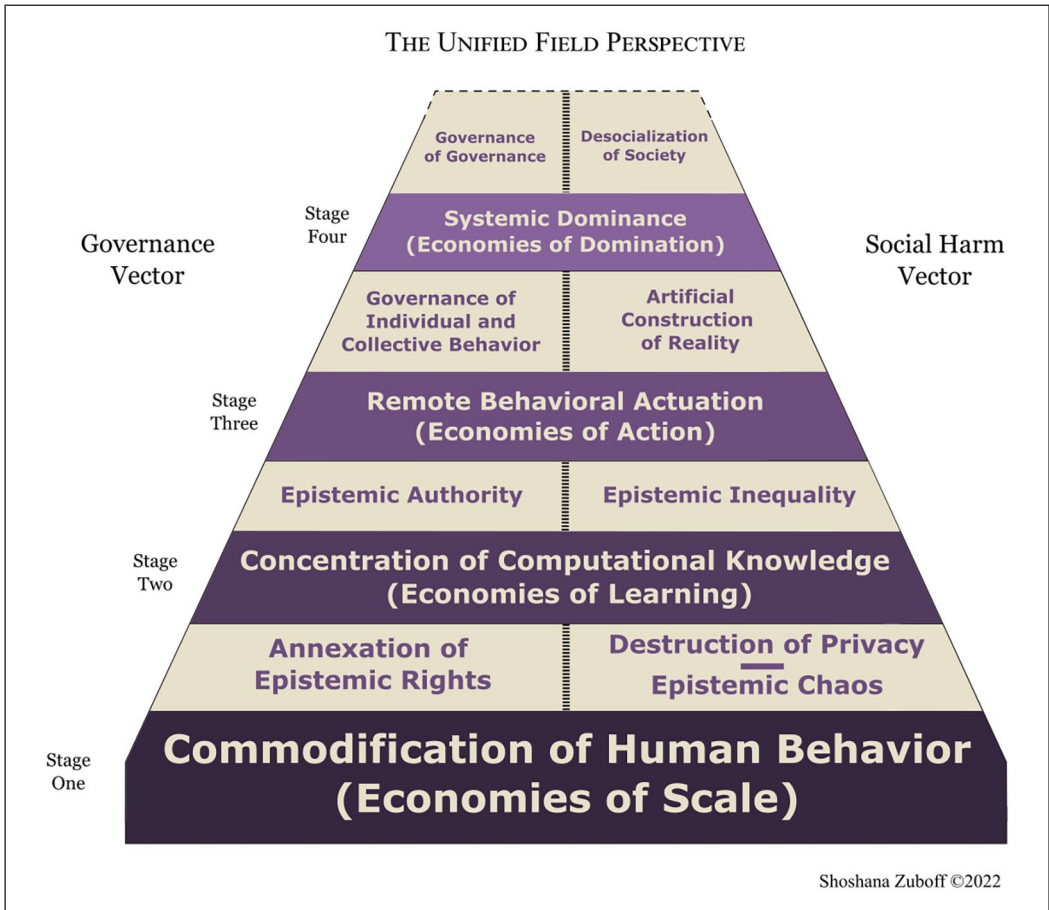 THE UNIFIED FIELD PERSPECTIVE
Governance
of Governance
Desocialization
of Society
Stage
Four
Systemic Dominance
(Economies of Domination)
Governance
Vector
Social Harm
Vector
Governance of
Individual and
Collective Behavior
Artificial
Construction
of Reality
Stage
Three
Remote Behavioral Actuation
(Economies of Action)
Epistemic Authority
Epistemic Inequality
Stage
Two
Concentration of Computational Knowledge
(Economies of Learning)
Annexation of
Epistemic Rights
Destruction of Privacy
Epistemic Chaos
Stage
One
Commodification of Human Behavior
(Economies of Scale)
Shoshana Zuboff ©2022